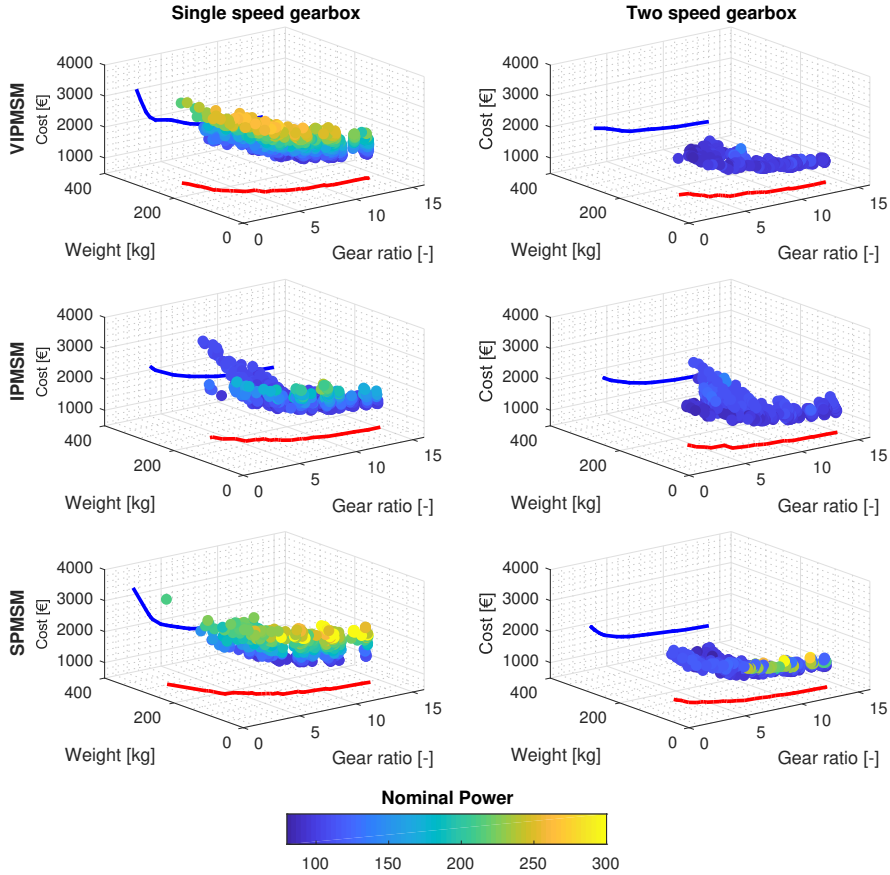 Single speed gearbox
Two speed gearbox
VIPMSM
Cost [€]
4000
3000
2000
1000
400
200
0
Weight [kg]
0
5
10
15
Gear ratio [-]
Cost [€]
4000
3000
2000
1000
400
200
0
Weight [kg]
0
5
10
15
Gear ratio [-]
IPMSM
Cost [€]
4000
3000
2000
1000
400
200
0
Weight [kg]
0
5
10
15
Gear ratio [-]
Cost [€]
4000
3000
2000
1000
400
200
0
Weight [kg]
0
5
10
15
Gear ratio [-]
SPMSM
Cost [€]
4000
3000
2000
1000
400
200
0
Weight [kg]
0
5
10
15
Gear ratio [-]
Cost [€]
4000
3000
2000
1000
400
200
0
Weight [kg]
0
5
10
15
Gear ratio [-]
Nominal Power
100 150 200 250 300